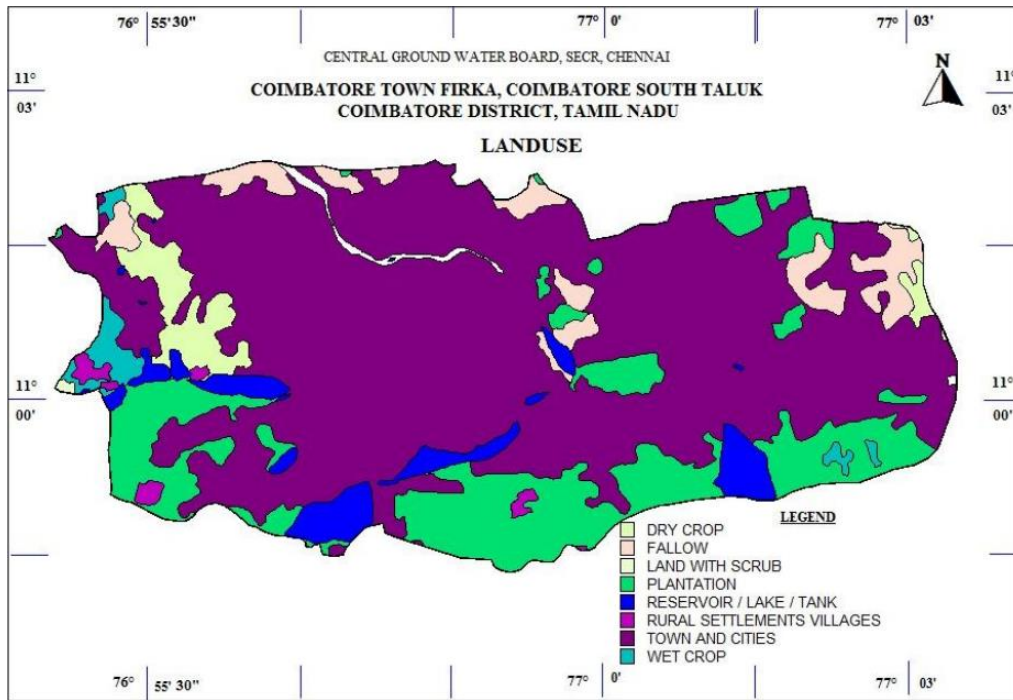 76° 55'30"
77° 0'
77° 03'
CENTRAL GROUND WATER BOARD, SECR, CHENNAI
N
11°
03'
11°
03'
COIMBATORE TOWN FIRKA, COIMBATORE SOUTH TALUK
COIMBATORE DISTRICT, TAMIL NADU
LANDUSE
11°
00'
11°
00'
LEGEND
DRY CROP
FALLOW
LAND WITH SCRUB
PLANTATION
RESERVOIR / LAKE / TANK
RURAL SETTLEMENTS VILLAGES
TOWN AND CITIES
WET CROP
76° 55'30"
77° 0'
77° 03'